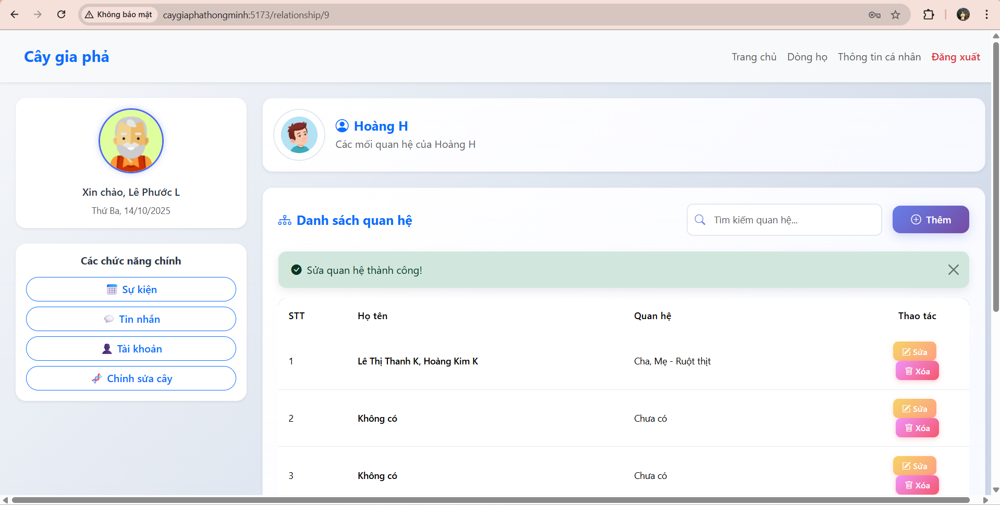 Không bảo mật
caygiaphathongminh:5173/relationship/9
Cây gia phả
Trang chủ Dòng họ Thông tin cá nhân Đăng xuất
Xin chào, Lê Phước L
Thứ Ba, 14/10/2025
Các chức năng chính
Sự kiện
Tin nhắn
Tài khoản
Chỉnh sửa cây
Hoàng H
Các mối quan hệ của Hoàng H
Danh sách quan hệ
Tìm kiếm quan hệ...
Thêm
Sửa quan hệ thành công!
STT Họ tên Quan hệ Thao tác
1 Lê Thị Thanh K, Hoàng Kim K Cha, Mẹ - Ruột thịt
Sửa
Xóa
2 Không có Chưa có
Sửa
Xóa
3 Không có Chưa có
Sửa
Xóa